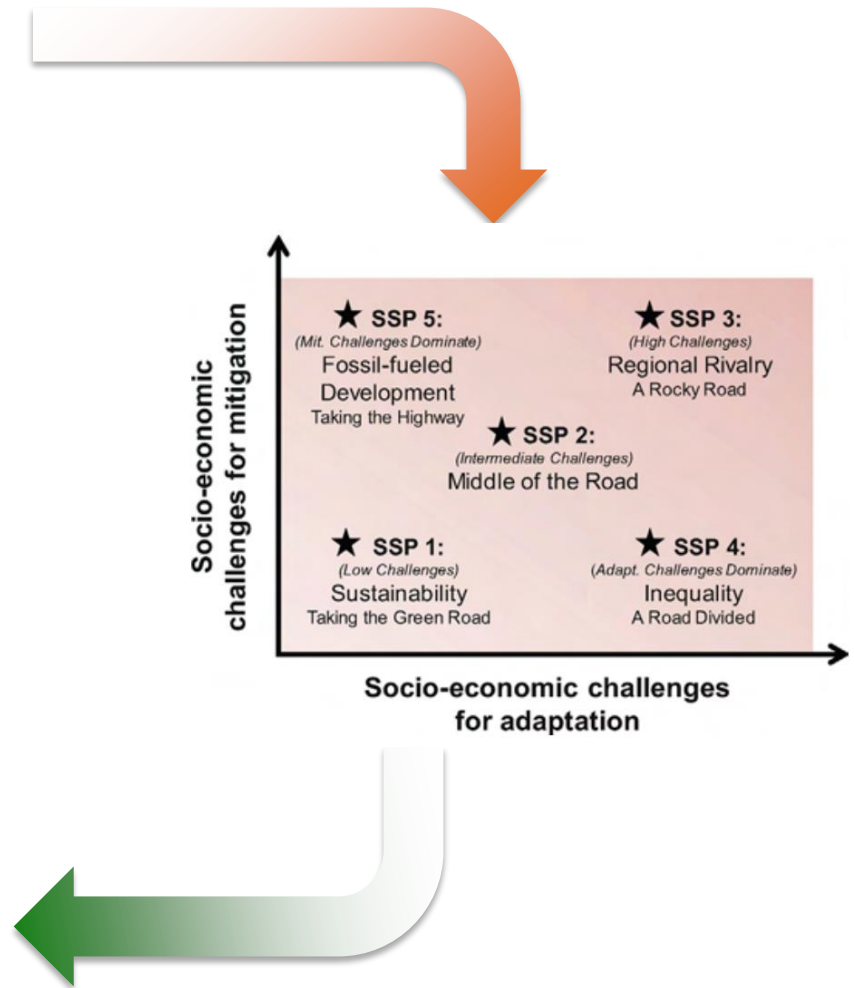 Socio-economic
challenges for mitigation
★ SSP 5:
(Mit. Challenges Dominate)
Fossil-fueled
Development
Taking the Highway
★ SSP 3:
(High Challenges)
Regional Rivalry
A Rocky Road
★ SSP 2:
(Intermediate Challenges)
Middle of the Road
★ SSP 1:
(Low Challenges)
Sustainability
Taking the Green Road
★ SSP 4:
(Adapt. Challenges Dominate)
Inequality
A Road Divided
Socio-economic challenges
for adaptation